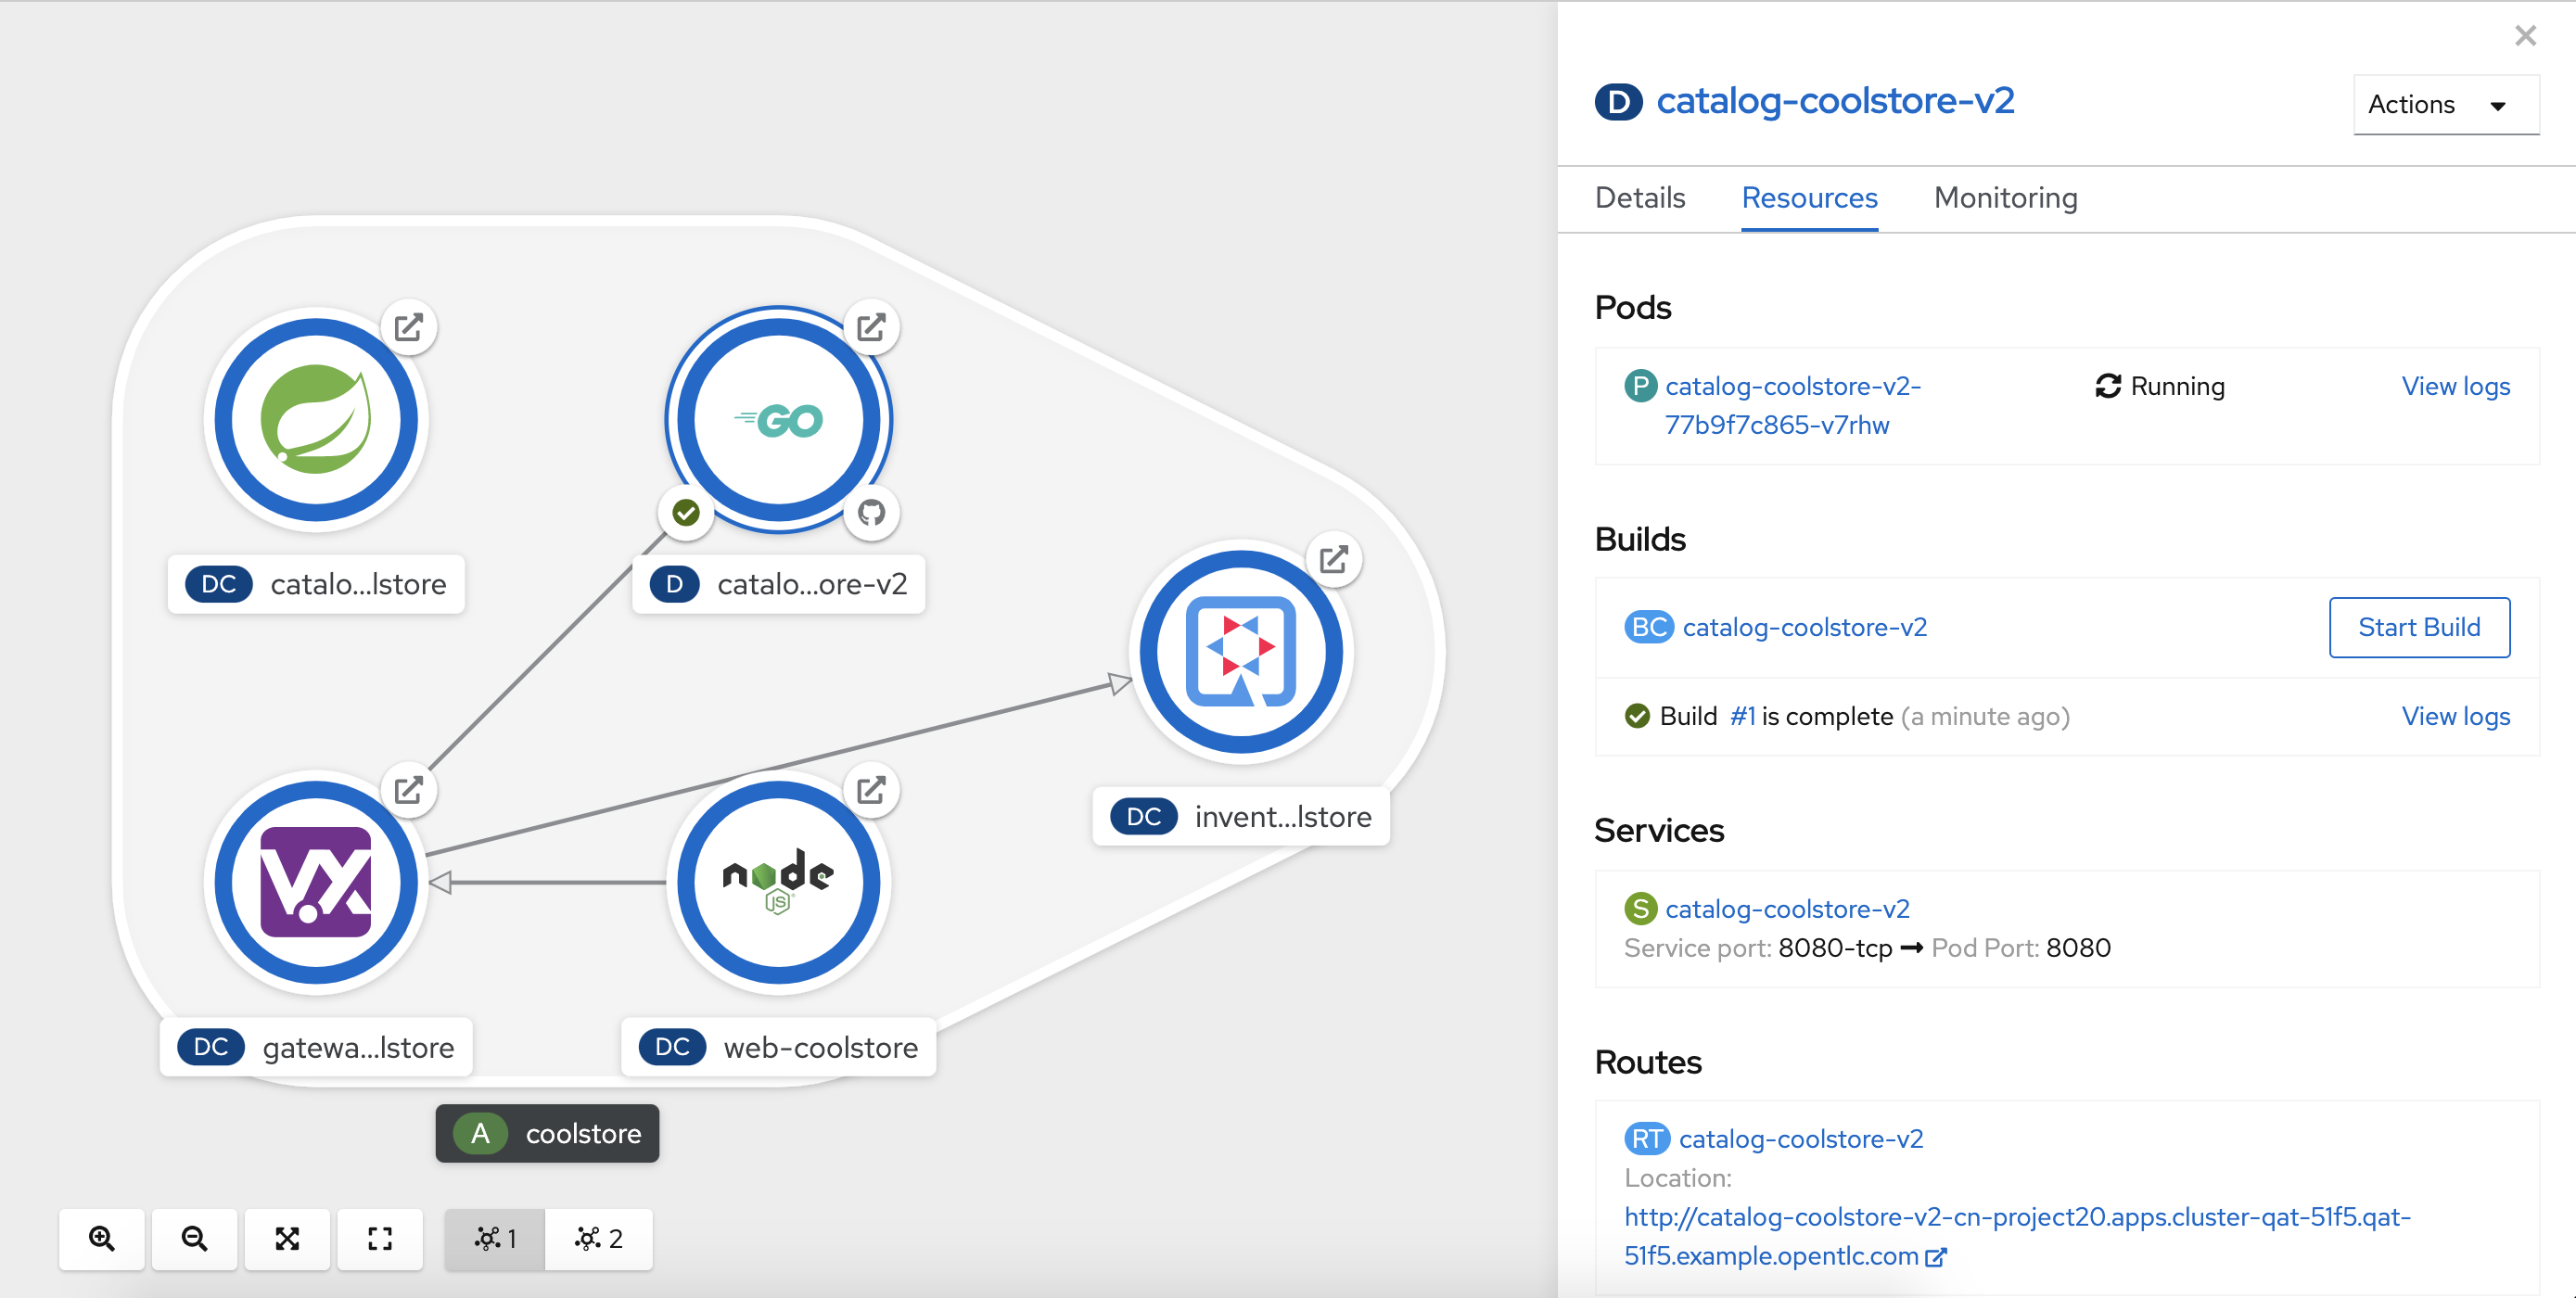 GO
DC catalo...lstore
D catalo...ore-v2
DC invent...lstore
VX
node
JS
DC gatewa...lstore
DC web-coolstore
A coolstore
1
2
D catalog-coolstore-v2
Actions
Details Resources Monitoring
Pods
P catalog-coolstore-v2-
77b9f7c865-v7rhw
Running
View logs
Builds
BC catalog-coolstore-v2
Start Build
Build #1 is complete (a minute ago)
View logs
Services
S catalog-coolstore-v2
Service port: 8080-tcp → Pod Port: 8080
Routes
RT catalog-coolstore-v2
Location:
http://catalog-coolstore-v2-cn-project20.apps.cluster-qat-51f5.qat-
51f5.example.opentlc.com